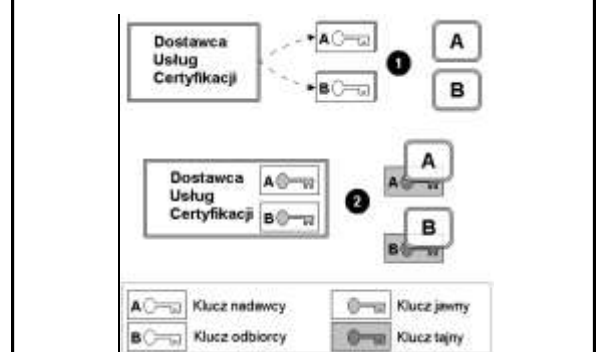 Dostawca
Usług
Certyfikacji
A
B
1
A
B
Dostawca
Usług
Certyfikacji
A
B
2
A
A
B
B
A Klucz nadawcy
Klucz jawny
B Klucz odbiorcy
Klucz tajny